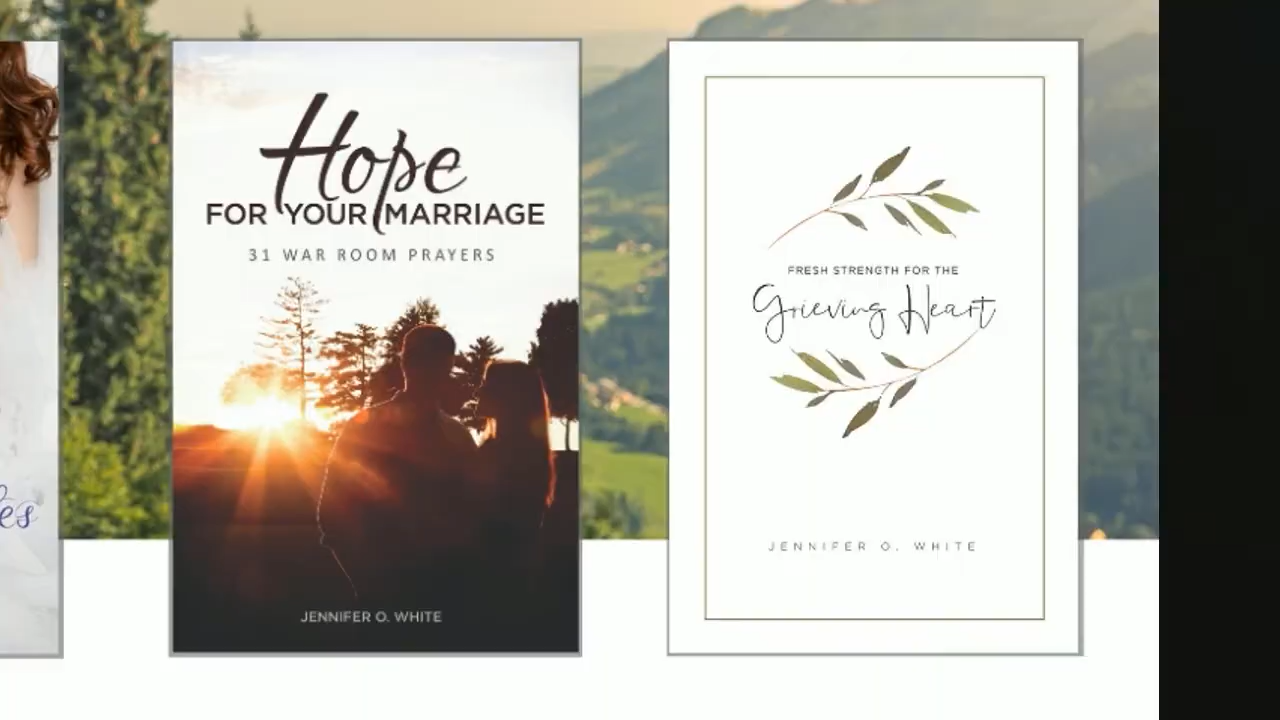 Hope
FOR YOUR MARRIAGE
31 WAR ROOM PRAYERS
JENNIFER O. WHITE
FRESH STRENGTH FOR THE
Grieving Heart
JENNIFER O. WHITE